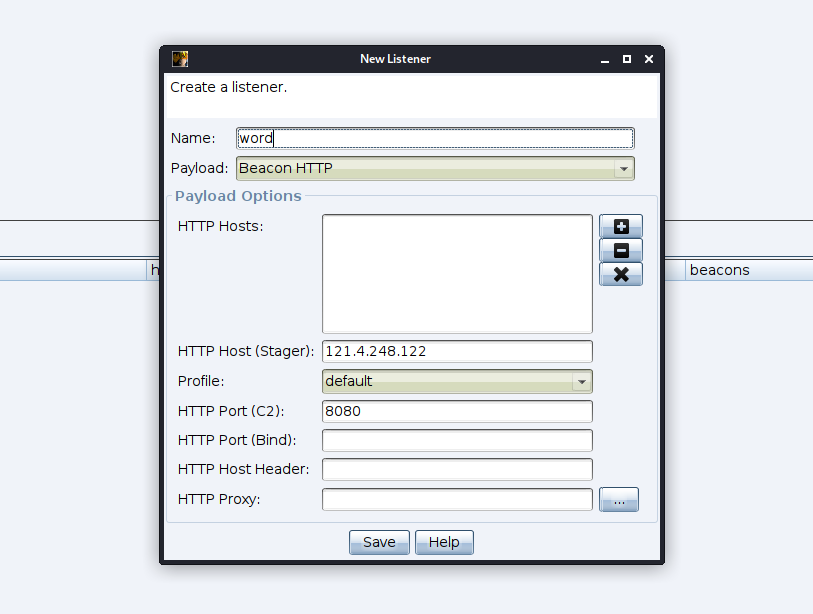 New Listener
Create a listener.
Name: word
Payload: Beacon HTTP
Payload Options
HTTP Hosts:
h
beacons
HTTP Host (Stager): 121.4.248.122
Profile: default
HTTP Port (C2): 8080
HTTP Port (Bind):
HTTP Host Header:
HTTP Proxy:
...
Save Help